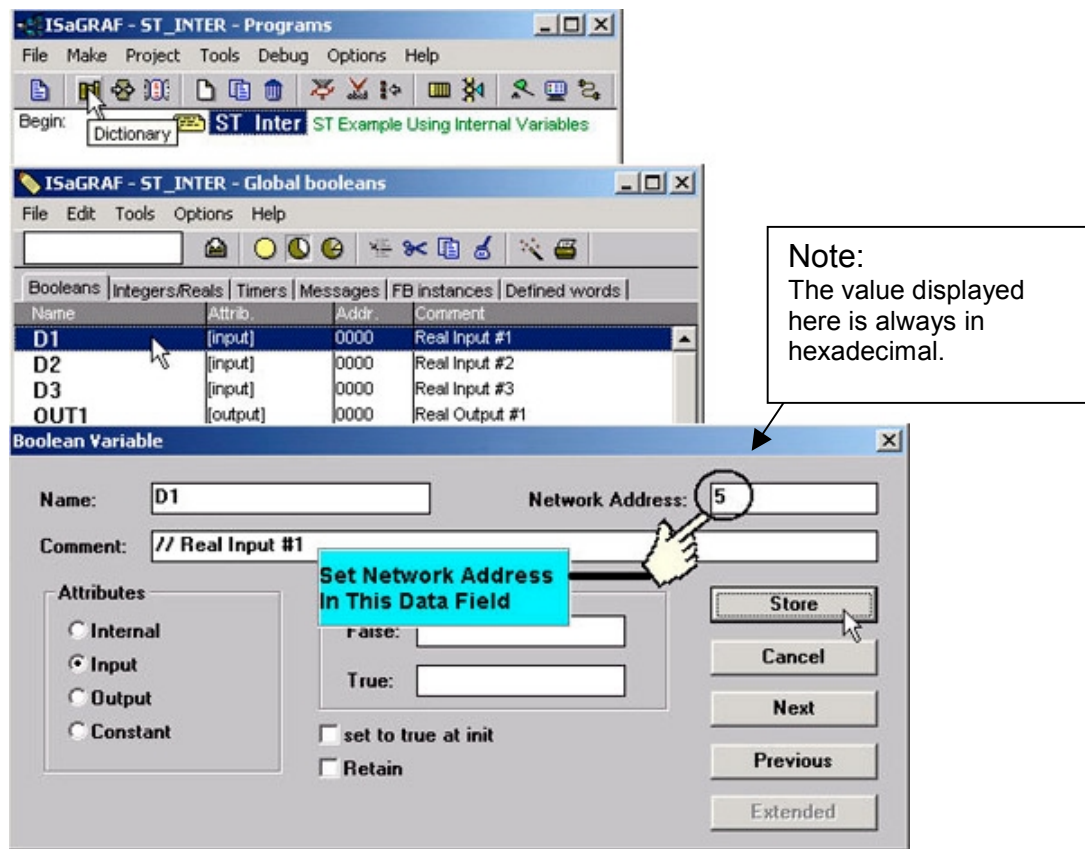 ISaGRAF - ST_INTER - Programs
File Make Project Tools Debug Options Help
Begin: ST Inter ST Example Using Internal Variables
Dictionary
ISaGRAF - ST_INTER - Global booleans
File Edit Tools Options Help
Booleans Integers/Reals Timers Messages FB instances Defined words
Name Attrib. Addr. Comment
D1 [input] 0000 Real Input #1
D2 [input] 0000 Real Input #2
D3 [input] 0000 Real Input #3
OUT1 [output] 0000 Real Output #1
Note:
The value displayed
here is always in
hexadecimal.
Boolean Variable
Name: D1 Network Address: 5
Comment: // Real Input #1
Set Network Address
In This Data Field
Attributes
Internal
Input
Output
Constant
False:
True:
set to true at init
Retain
Store
Cancel
Next
Previous
Extended